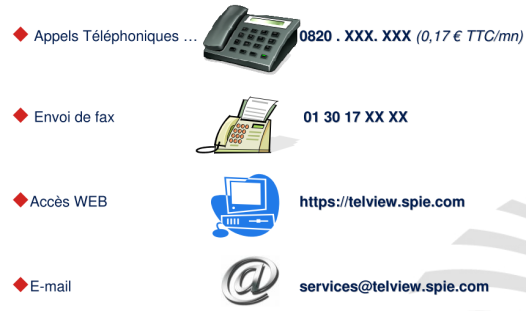 Appels Téléphoniques … 0820 . XXX. XXX (0,17 € TTC/mn)
Envoi de fax 01 30 17 XX XX
Accès WEB https://telview.spie.com
E-mail @ services@telview.spie.com